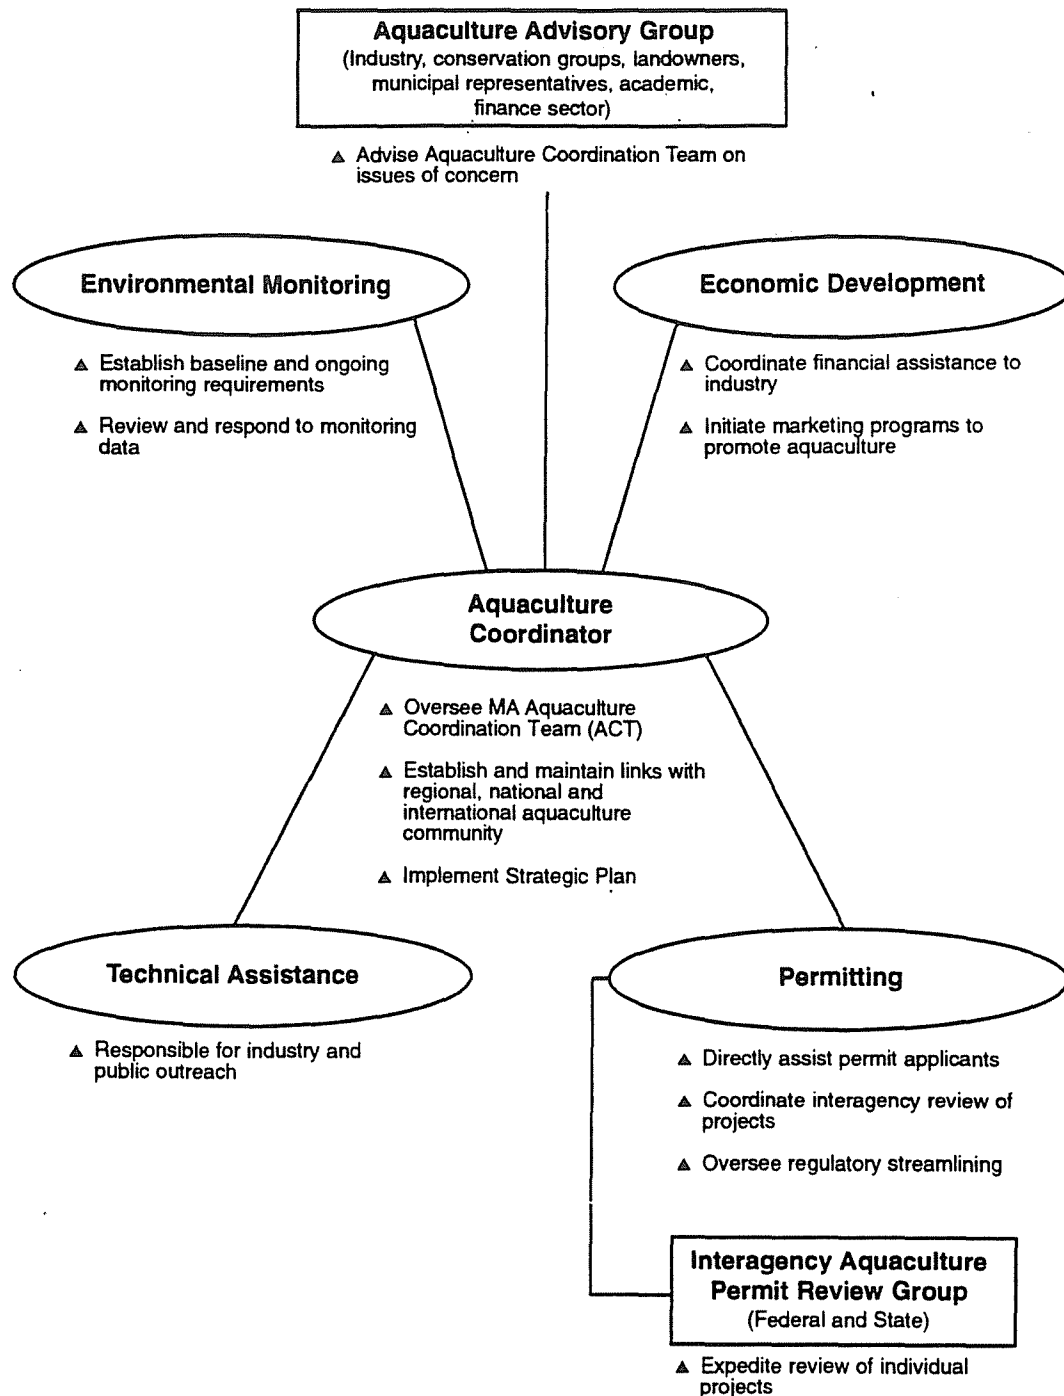 Aquaculture Advisory Group
(Industry, conservation groups, landowners,
municipal representatives, academic,
finance sector)
▲ Advise Aquaculture Coordination Team on
issues of concern
Environmental Monitoring
▲ Establish baseline and ongoing
monitoring requirements
▲ Review and respond to monitoring
data
Economic Development
▲ Coordinate financial assistance to
industry
▲ Initiate marketing programs to
promote aquaculture
Aquaculture
Coordinator
▲ Oversee MA Aquaculture
Coordination Team (ACT)
▲ Establish and maintain links with
regional, national and
international aquaculture
community
▲ Implement Strategic Plan
Technical Assistance
▲ Responsible for industry and
public outreach
Permitting
▲ Directly assist permit applicants
▲ Coordinate interagency review of
projects
▲ Oversee regulatory streamlining
Interagency Aquaculture
Permit Review Group
(Federal and State)
▲ Expedite review of individual
projects